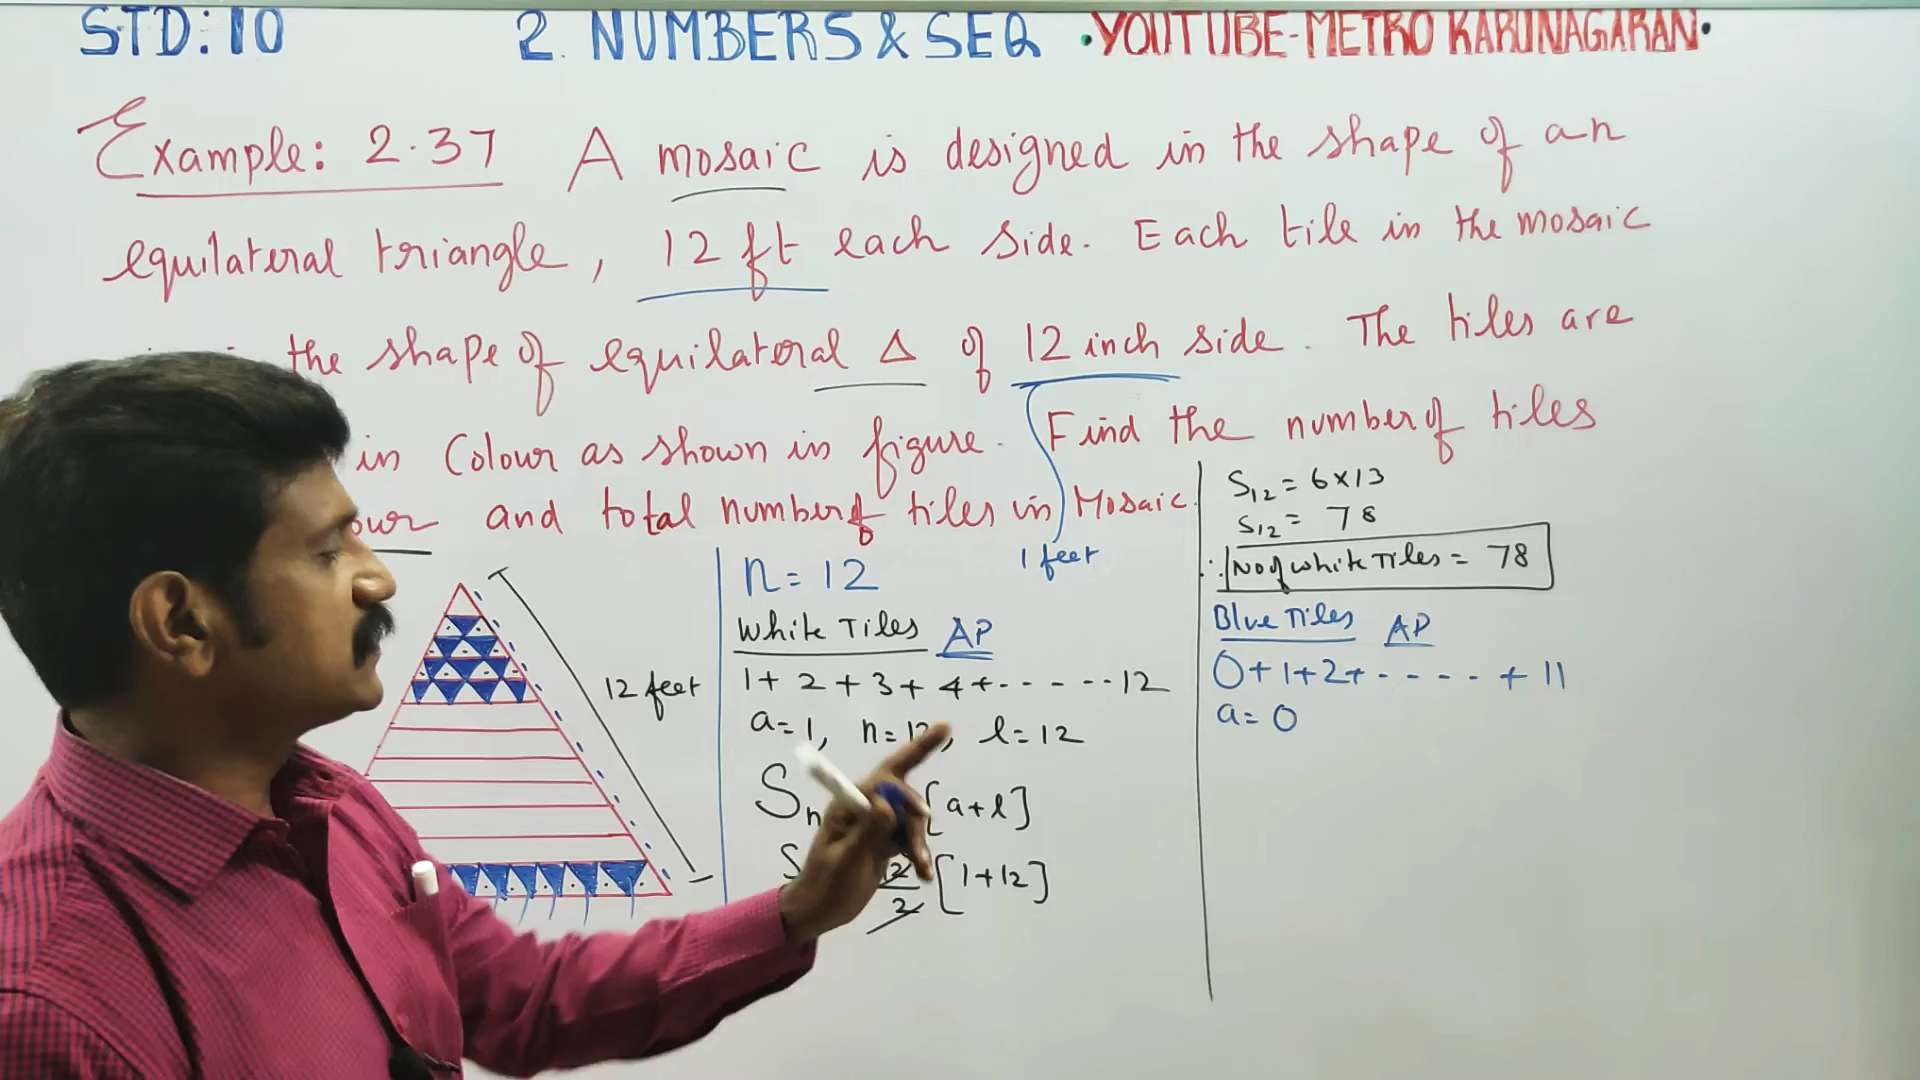 STD: 10 2. NUMBERS & SEQ • YOUTUBE-METRO KARUNAGARAN •
Example: 2.37 A mosaic is designed in the shape of an
equilateral triangle, 12 ft each side. Each tile in the mosaic
the shape of equilateral Δ of 12 inch side. The tiles are
in Colour as shown in figure. Find the number of tiles
and total number of tiles in Mosaic.
1 feet
12 feet
n = 12
White Tiles AP
1 + 2 + 3 + 4 + - - - - - 12
a = 1, n = 12, l = 12
Sn [a+l]
2 [1+12]
S12 = 6 x 13
S12 = 78
∴ No of white Tiles = 78
Blue Tiles AP
0 + 1 + 2 + - - - - - + 11
a = 0